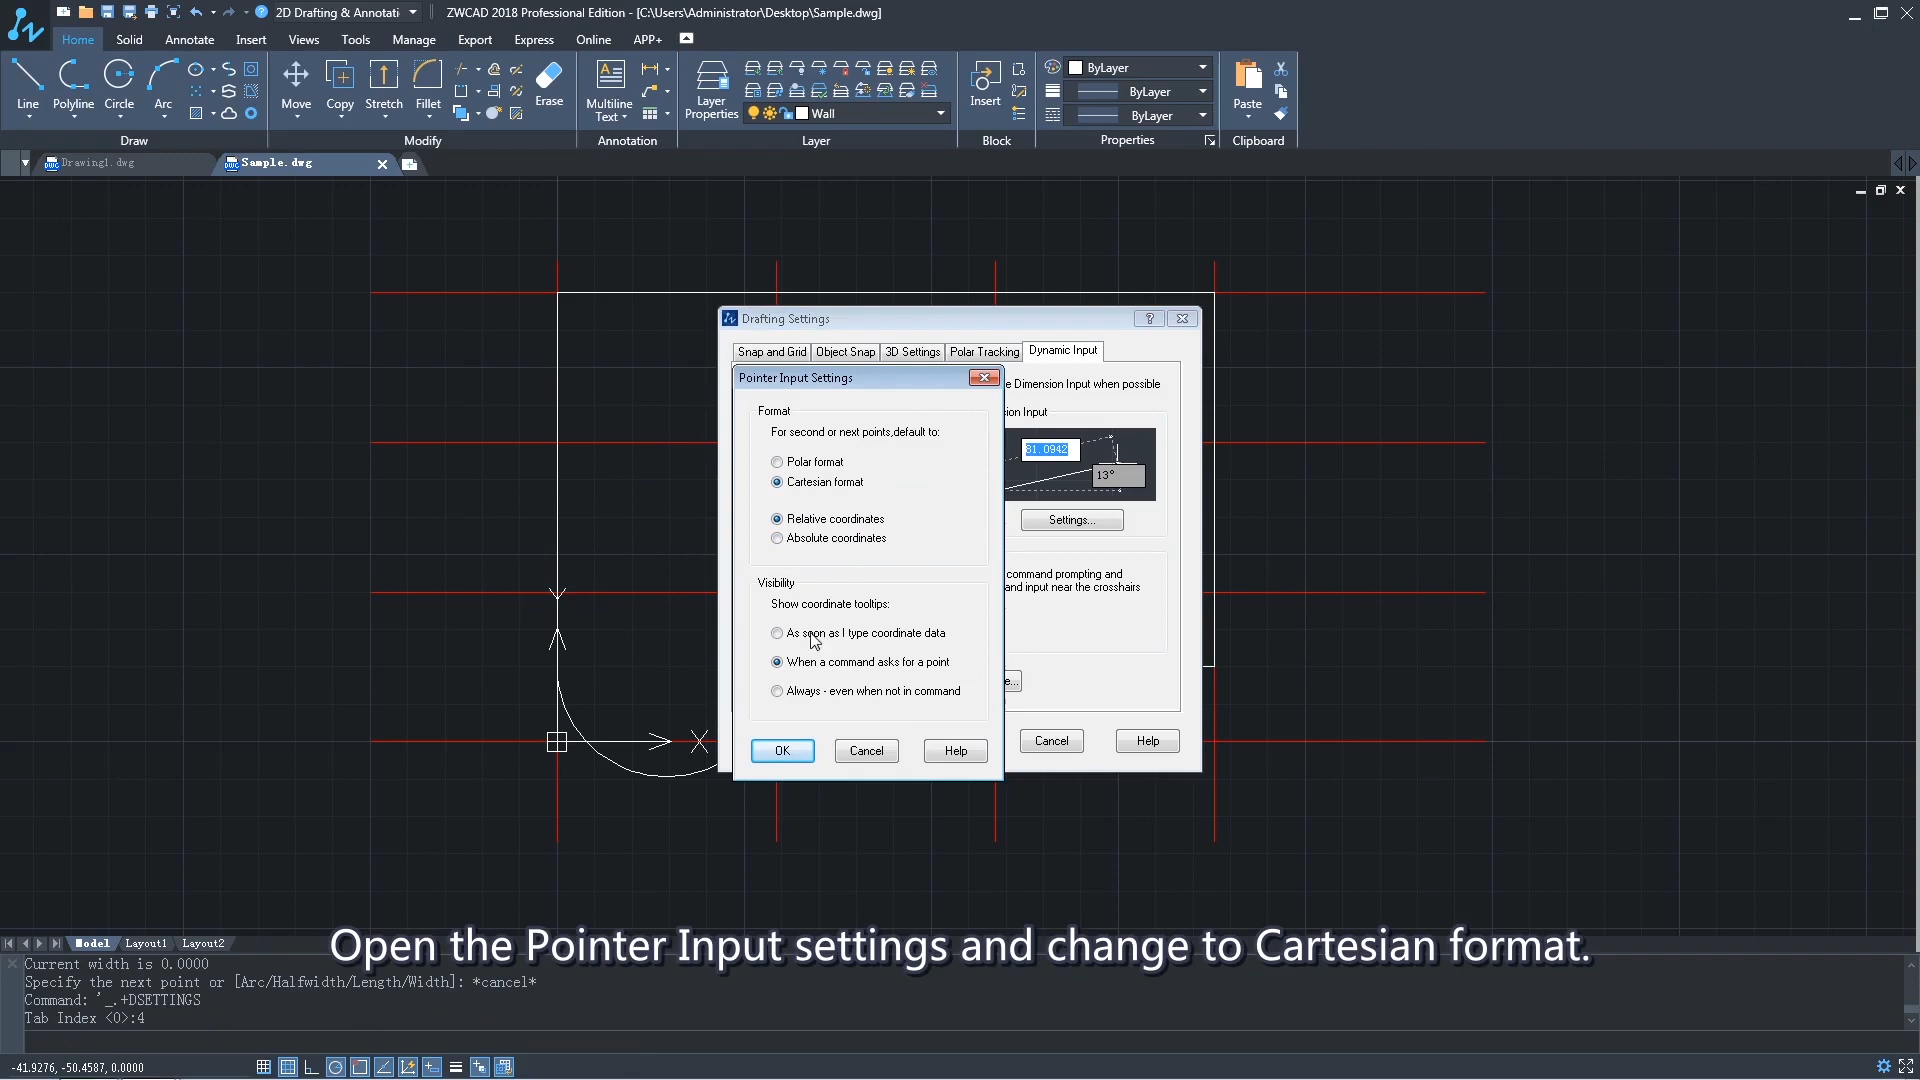 2D Drafting & Annotati
ZWCAD 2018 Professional Edition - [C:\Users\Administrator\Desktop\Sample.dwg]
Home Solid Annotate Insert Views Tools Manage Export Express Online APP+
Line Polyline Circle Arc
Move Copy Stretch Fillet Erase
Multiline
Text
Layer
Properties
Wall
Insert
ByLayer
ByLayer
ByLayer
Paste
Draw Modify Annotation Layer Block Properties Clipboard
Drawing1.dwg Sample.dwg
Drafting Settings
Snap and Grid Object Snap 3D Settings Polar Tracking Dynamic Input
Pointer Input Settings
e Dimension Input when possible
Format
ion Input
For second or next points,default to:
81.0942
Polar format
13°
Cartesian format
Relative coordinates
Settings...
Absolute coordinates
command prompting and
Visibility
and input near the crosshairs
Show coordinate tooltips:
As soon as I type coordinate data
When a command asks for a point
e...
Always - even when not in command
OK Cancel Help
Cancel Help
X
Model Layout1 Layout2
Open the Pointer Input settings and change to Cartesian format.
Current width is 0.0000
Specify the next point or [Arc/Halfwidth/Length/Width]: *cancel*
Command: '_.+DSETTINGS
Tab Index <0>:4
-41.9276, -50.4587, 0.0000